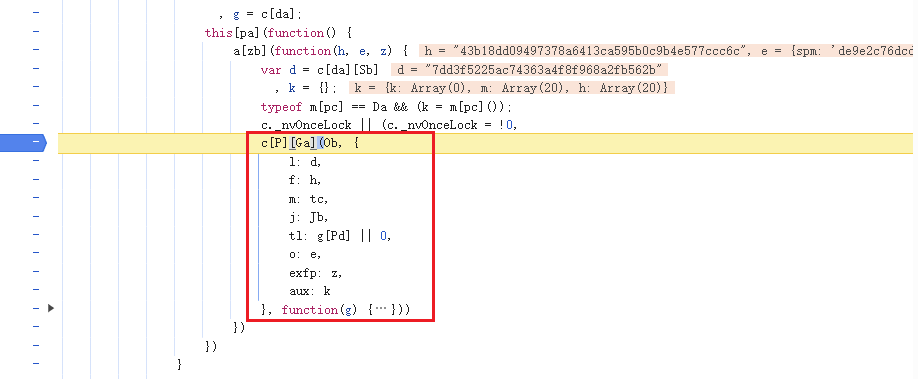 , g = c[da];
this[pa](function() {
a[zb](function(h, e, z) { h = "43b18dd09497378a6413ca595b0c9b4e577ccc6c", e = {spm: 'de9e2c76dcd
var d = c[da][Sb] d = "7dd3f5225ac74363a4f8f968a2fb562b"
, k = {}; k = {k: Array(0), m: Array(20), h: Array(20)}
typeof m[pc] == Da && (k = m[pc]());
c._nvOnceLock || (c._nvOnceLock = !0,
c[P][Ga](Ob, {
l: d,
f: h,
m: tc,
j: Jb,
tl: g[Pd] || 0,
o: e,
exfp: z,
aux: k
}, function(g) {…}))
})
})
}